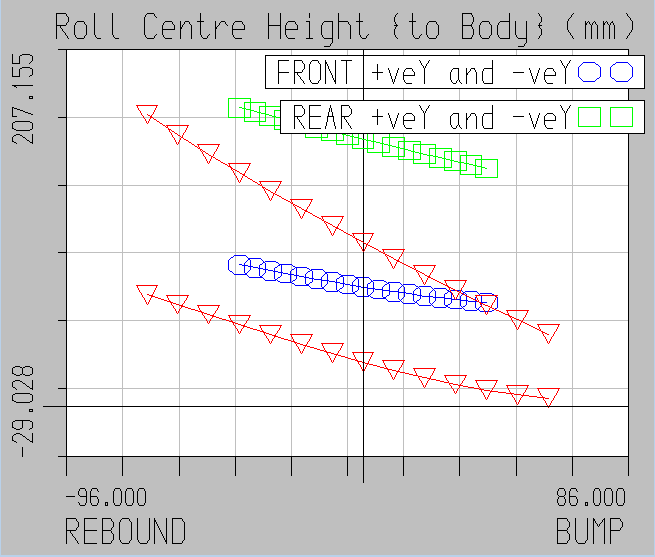 Roll Centre Height {to Body} (mm)
FRONT +veY and -veY
REAR +veY and -veY
207.155
-29.028
-96.000
86.000
REBOUND
BUMP